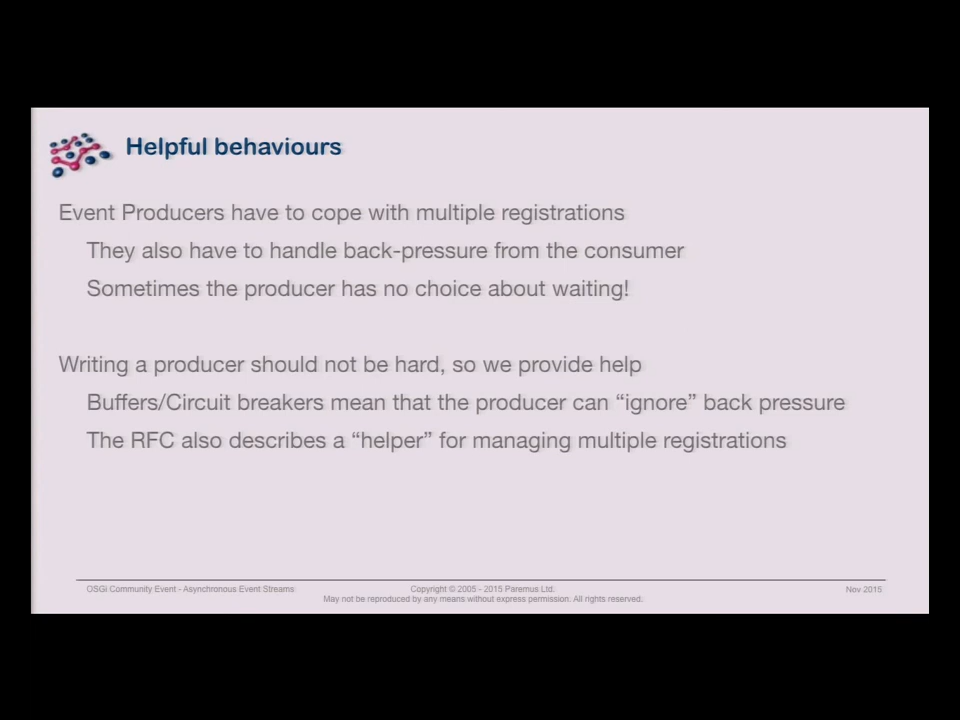 Helpful behaviours
Event Producers have to cope with multiple registrations
They also have to handle back-pressure from the consumer
Sometimes the producer has no choice about waiting!
Writing a producer should not be hard, so we provide help
Buffers/Circuit breakers mean that the producer can “ignore” back pressure
The RFC also describes a “helper” for managing multiple registrations
OSGi Community Event - Asynchronous Event Streams
Copyright © 2005 - 2015 Paremus Ltd.
May not be reproduced by any means without express permission. All rights reserved.
Nov 2015